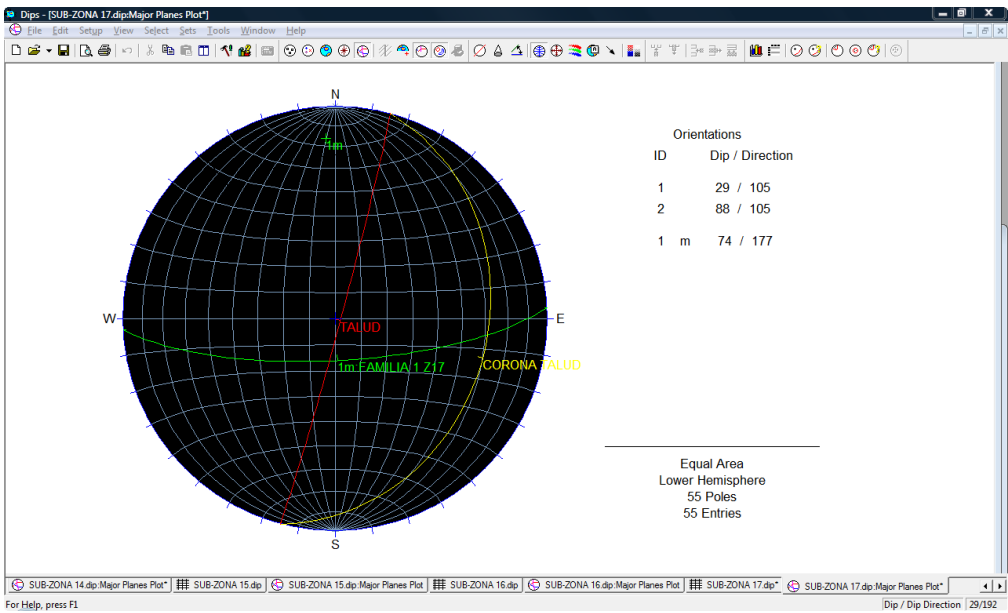 Dips - [SUB-ZONA 17.dip:Major Planes Plot*]
File Edit Setup View Select Sets Tools Window Help
N
1m
Orientations
ID Dip / Direction
1 29 / 105
2 88 / 105
1 m 74 / 177
W
E
TALUD
1m FAMILIA 1 Z17
CORONA TALUD
S
Equal Area
Lower Hemisphere
55 Poles
55 Entries
SUB-ZONA 14.dip:Major Planes Plot* SUB-ZONA 15.dip SUB-ZONA 15.dip:Major Planes Plot SUB-ZONA 16.dip SUB-ZONA 16.dip:Major Planes Plot SUB-ZONA 17.dip* SUB-ZONA 17.dip:Major Planes Plot*
For Help, press F1 Dip / Dip Direction 29/192